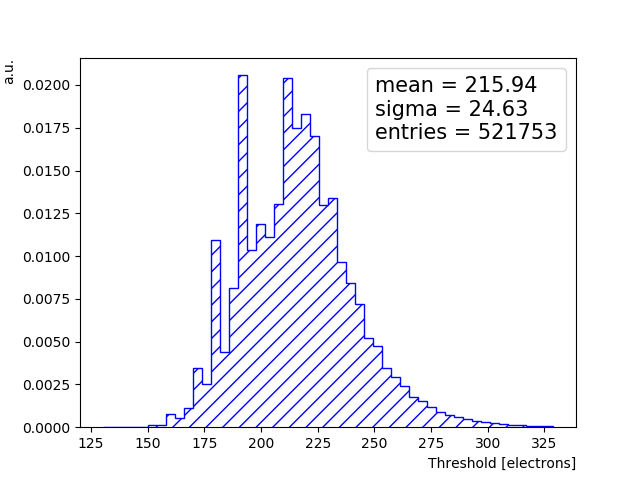 a.u.
mean = 215.94
sigma = 24.63
entries = 521753
0.0200
0.0175
0.0150
0.0125
0.0100
0.0075
0.0050
0.0025
0.0000
125 150 175 200 225 250 275 300 325
Threshold [electrons]